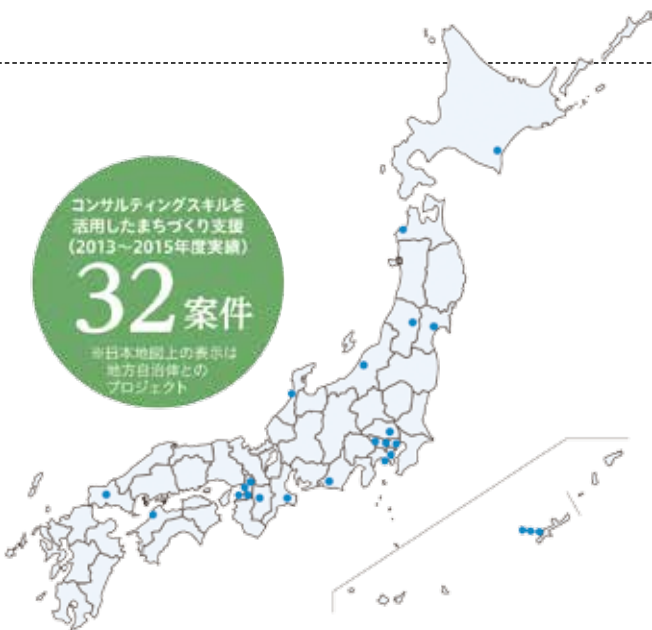 コンサルティングスキルを
活用したまちづくり支援
（2013～2015年度実績）
32案件
※日本地図上の表示は
地方自治体との
プロジェクト